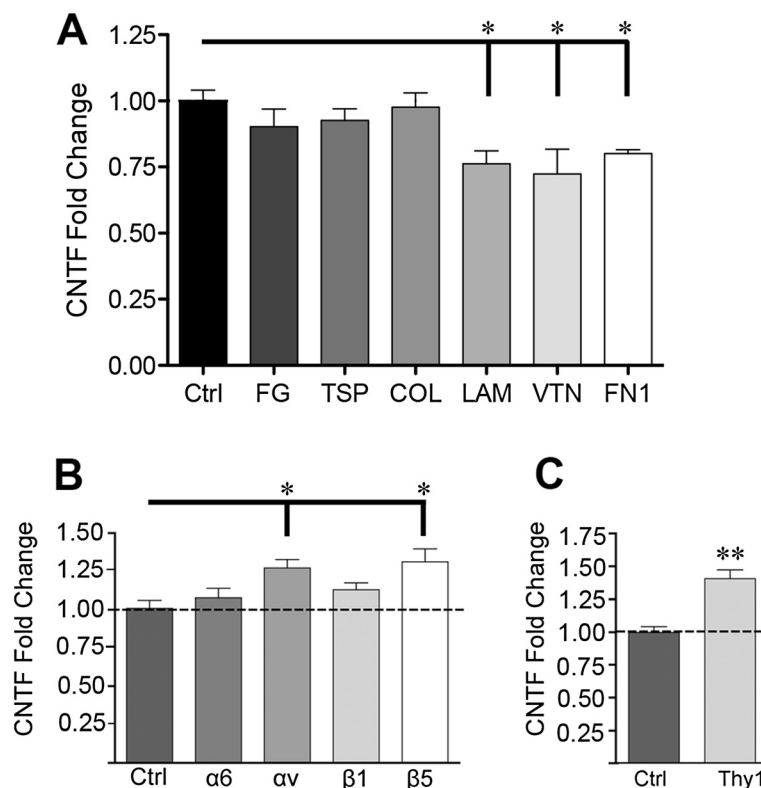 A
CNTF Fold Change
1.25
1.00
0.75
0.50
0.25
0.00
* * *
Ctrl FG TSP COL LAM VTN FN1
B
CNTF Fold Change
1.50
1.25
1.00
0.75
0.50
0.25
* *
Ctrl α6 αv β1 β5
C
CNTF Fold Change
1.75
1.50
1.25
1.00
0.75
0.50
0.25
**
Ctrl Thy1